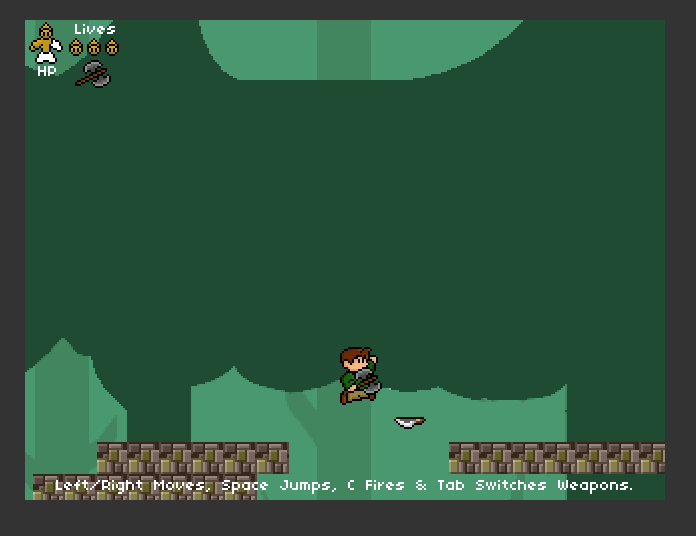 Lives
HP
Left/Right Moves, Space Jumps, C Fires & Tab Switches Weapons.